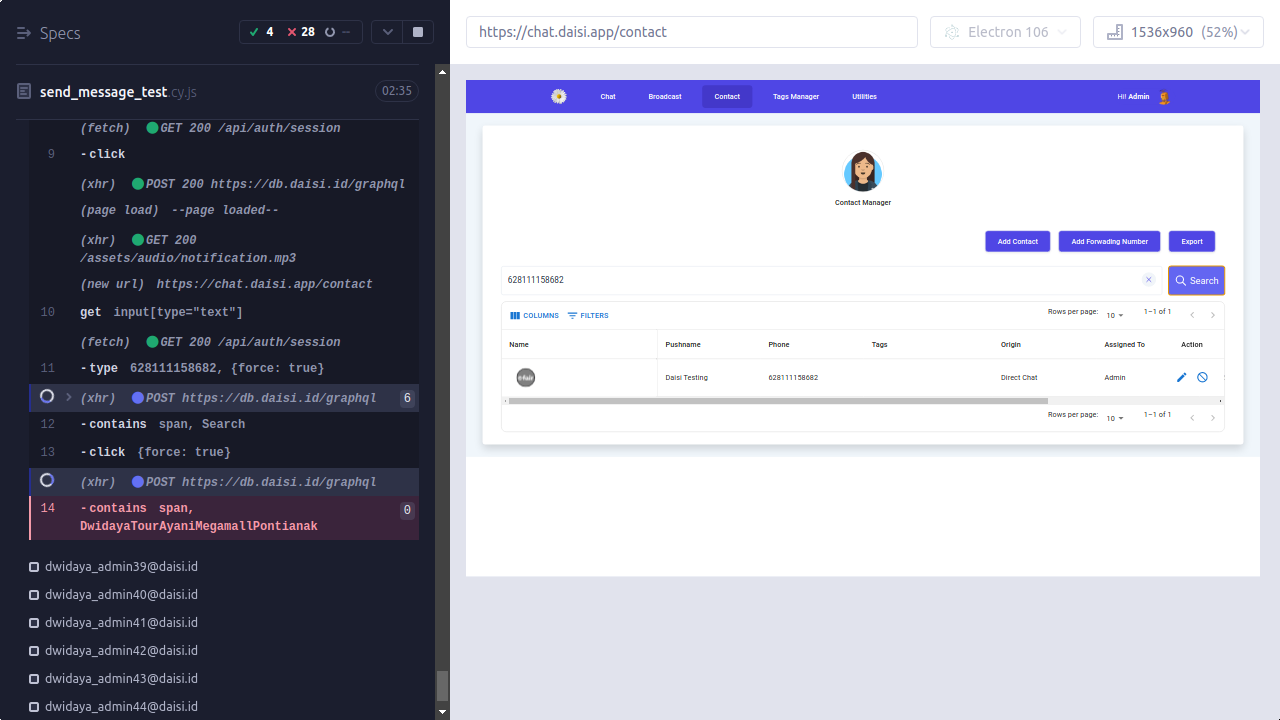 Specs
4 28 --
send_message_test.cy.js 02:35
(fetch) GET 200 /api/auth/session
9 -click
(xhr) POST 200 https://db.daisi.id/graphql
(page load) --page loaded--
(xhr) GET 200
/assets/audio/notification.mp3
(new url) https://chat.daisi.app/contact
10 get input[type="text"]
(fetch) GET 200 /api/auth/session
11 -type 628111158682, {force: true}
(xhr) POST https://db.daisi.id/graphql 6
12 -contains span, Search
13 -click {force: true}
(xhr) POST https://db.daisi.id/graphql
14 -contains span,
DwidayaTourAyaniMegamallPontianak 0
dwidaya_admin39@daisi.id
dwidaya_admin40@daisi.id
dwidaya_admin41@daisi.id
dwidaya_admin42@daisi.id
dwidaya_admin43@daisi.id
dwidaya_admin44@daisi.id
https://chat.daisi.app/contact
Electron 106
1536x960 (52%)
Chat Broadcast Contact Tags Manager Utilities Hi! Admin
Contact Manager
Add Contact Add Forwading Number Export
628111158682
Search
COLUMNS FILTERS Rows per page: 10 1–1 of 1
Name Pushname Phone Tags Origin Assigned To Action
Daisi Testing 628111158682 Direct Chat Admin
Rows per page: 10 1–1 of 1